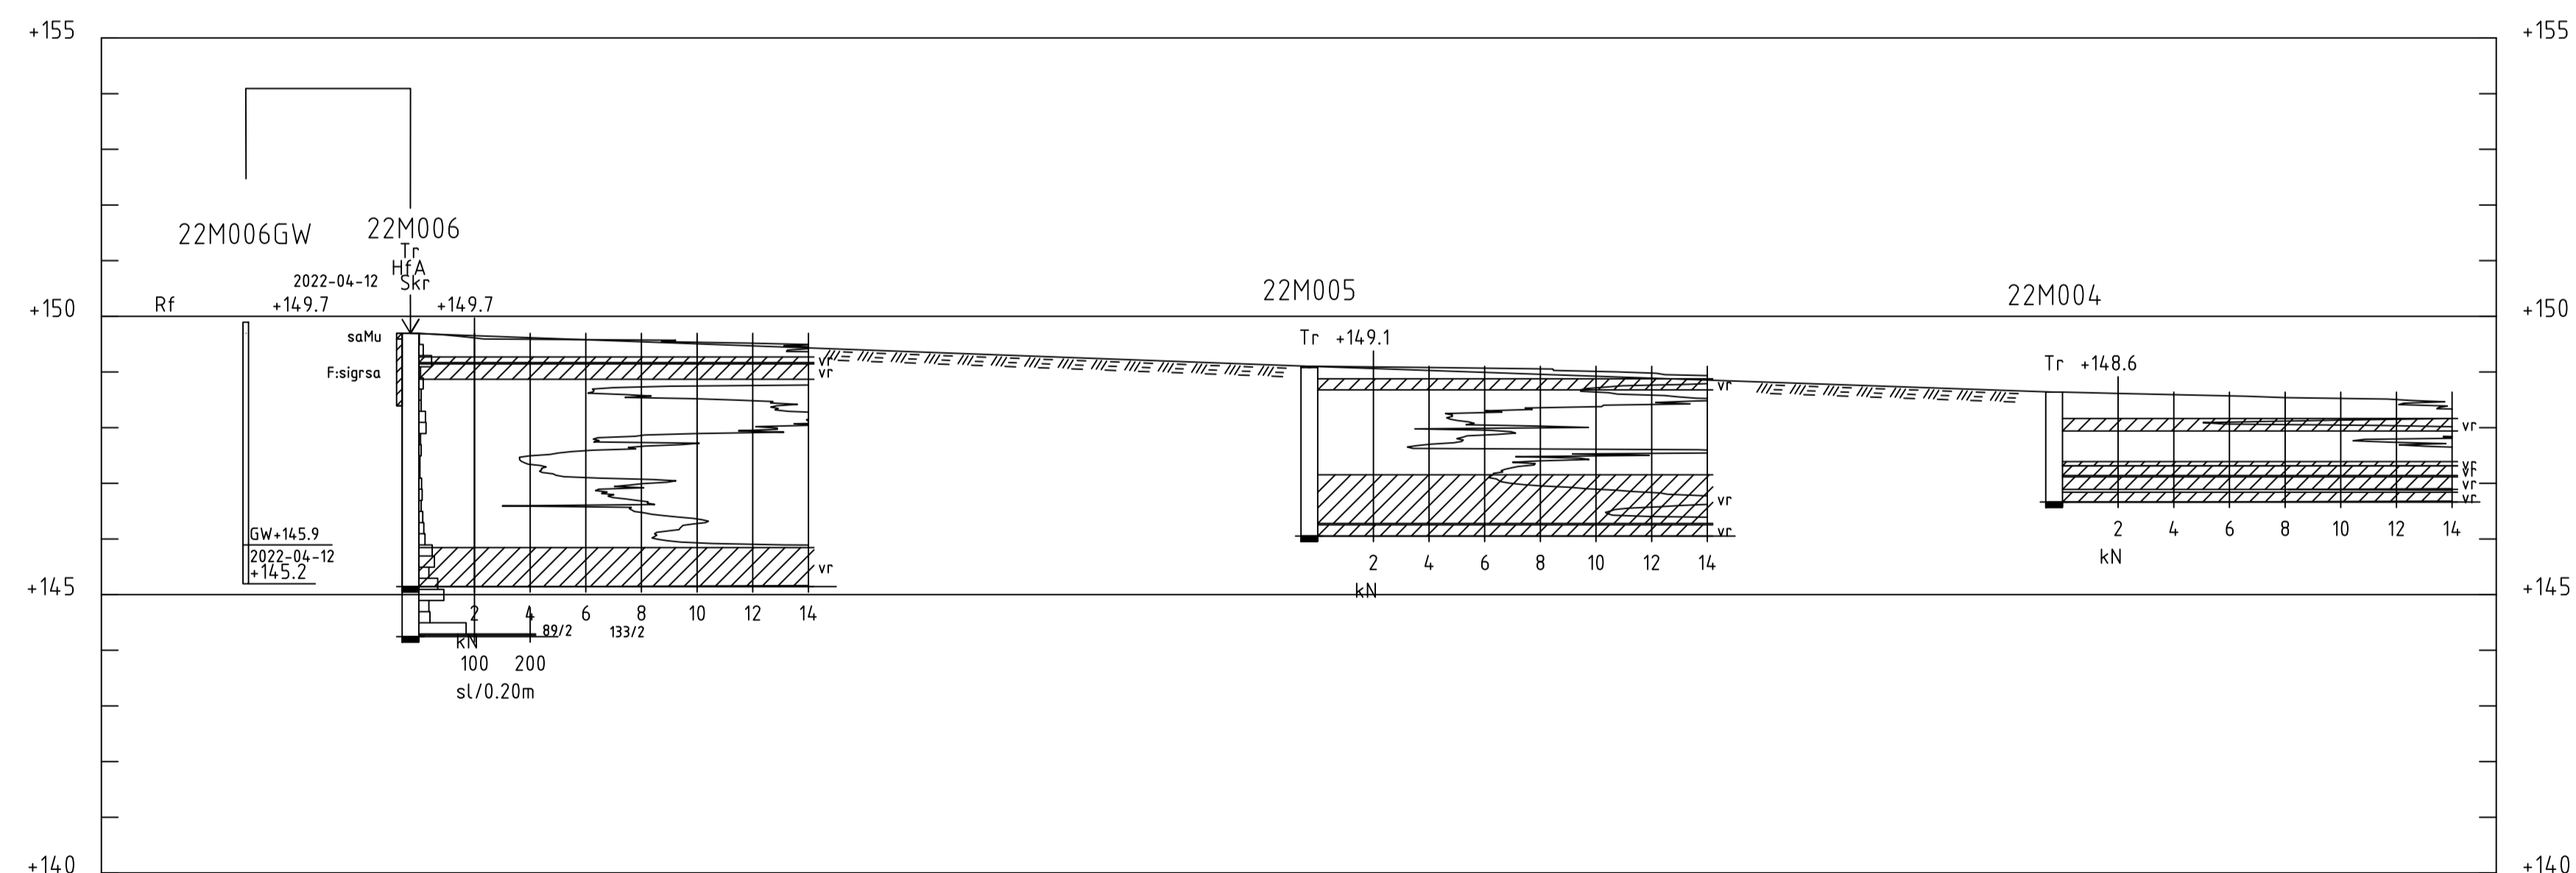 +155 +155
22M006GW 22M006
Tr
HfA
2022-04-12 Skr
22M005
22M004
Rf +149.7 +149.7
+150 +150
saMu
Tr +149.1
vr
Tr +148.6
F:sigrsa
vr
vr
vr
vr
vr
vr
vr
vr
vr
GW+145.9
2022-04-12
+145.2
vr
2 4 6 8 10 12 14
kN
2 4 6 8 10 12 14
kN
+145 +145
2 4 6 8 10 12 14
89/2 133/2
kN
100 200
sl/0.20m
+140 +140